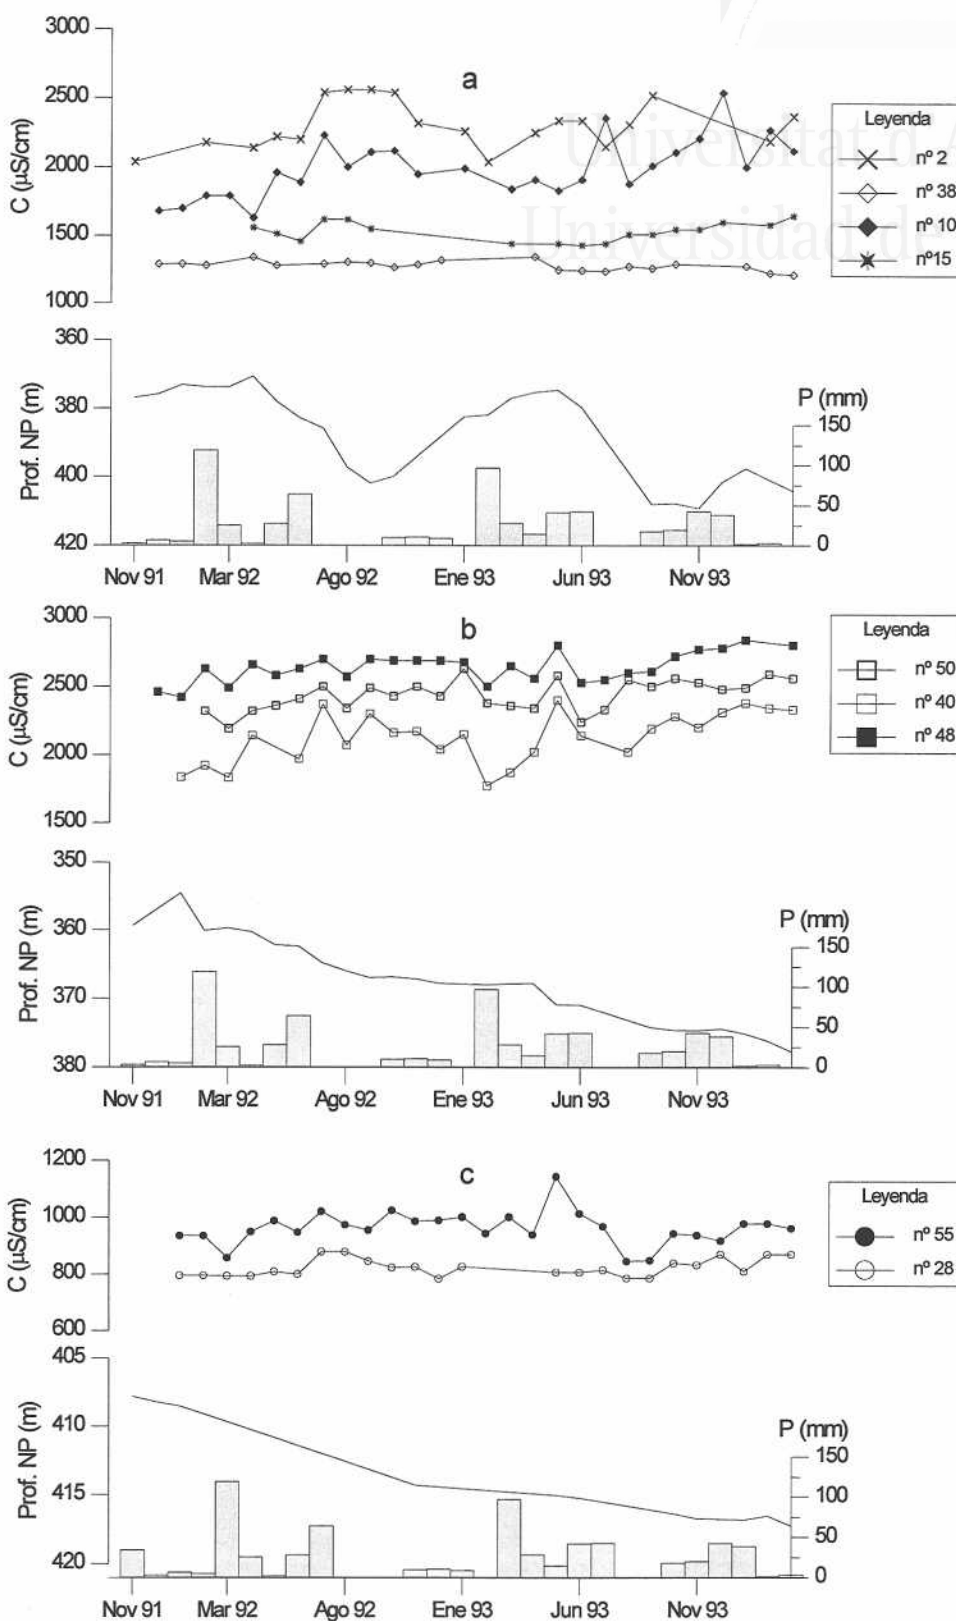 3000
a
2500
C (µS/cm)
2000
1500
1000
Leyenda
nº 2
nº 38
nº 10
nº15
Universitat d'A
Universidad de
360
380
Prof. NP (m)
400
420
P (mm)
150
100
50
0
Nov 91 Mar 92 Ago 92 Ene 93 Jun 93 Nov 93
3000
b
2500
C (µS/cm)
2000
1500
Leyenda
nº 50
nº 40
nº 48
350
360
Prof. NP (m)
370
380
P (mm)
150
100
50
0
Nov 91 Mar 92 Ago 92 Ene 93 Jun 93 Nov 93
1200
c
1000
C (µS/cm)
800
600
Leyenda
nº 55
nº 28
405
410
Prof. NP (m)
415
420
P (mm)
150
100
50
0
Nov 91 Mar 92 Ago 92 Ene 93 Jun 93 Nov 93